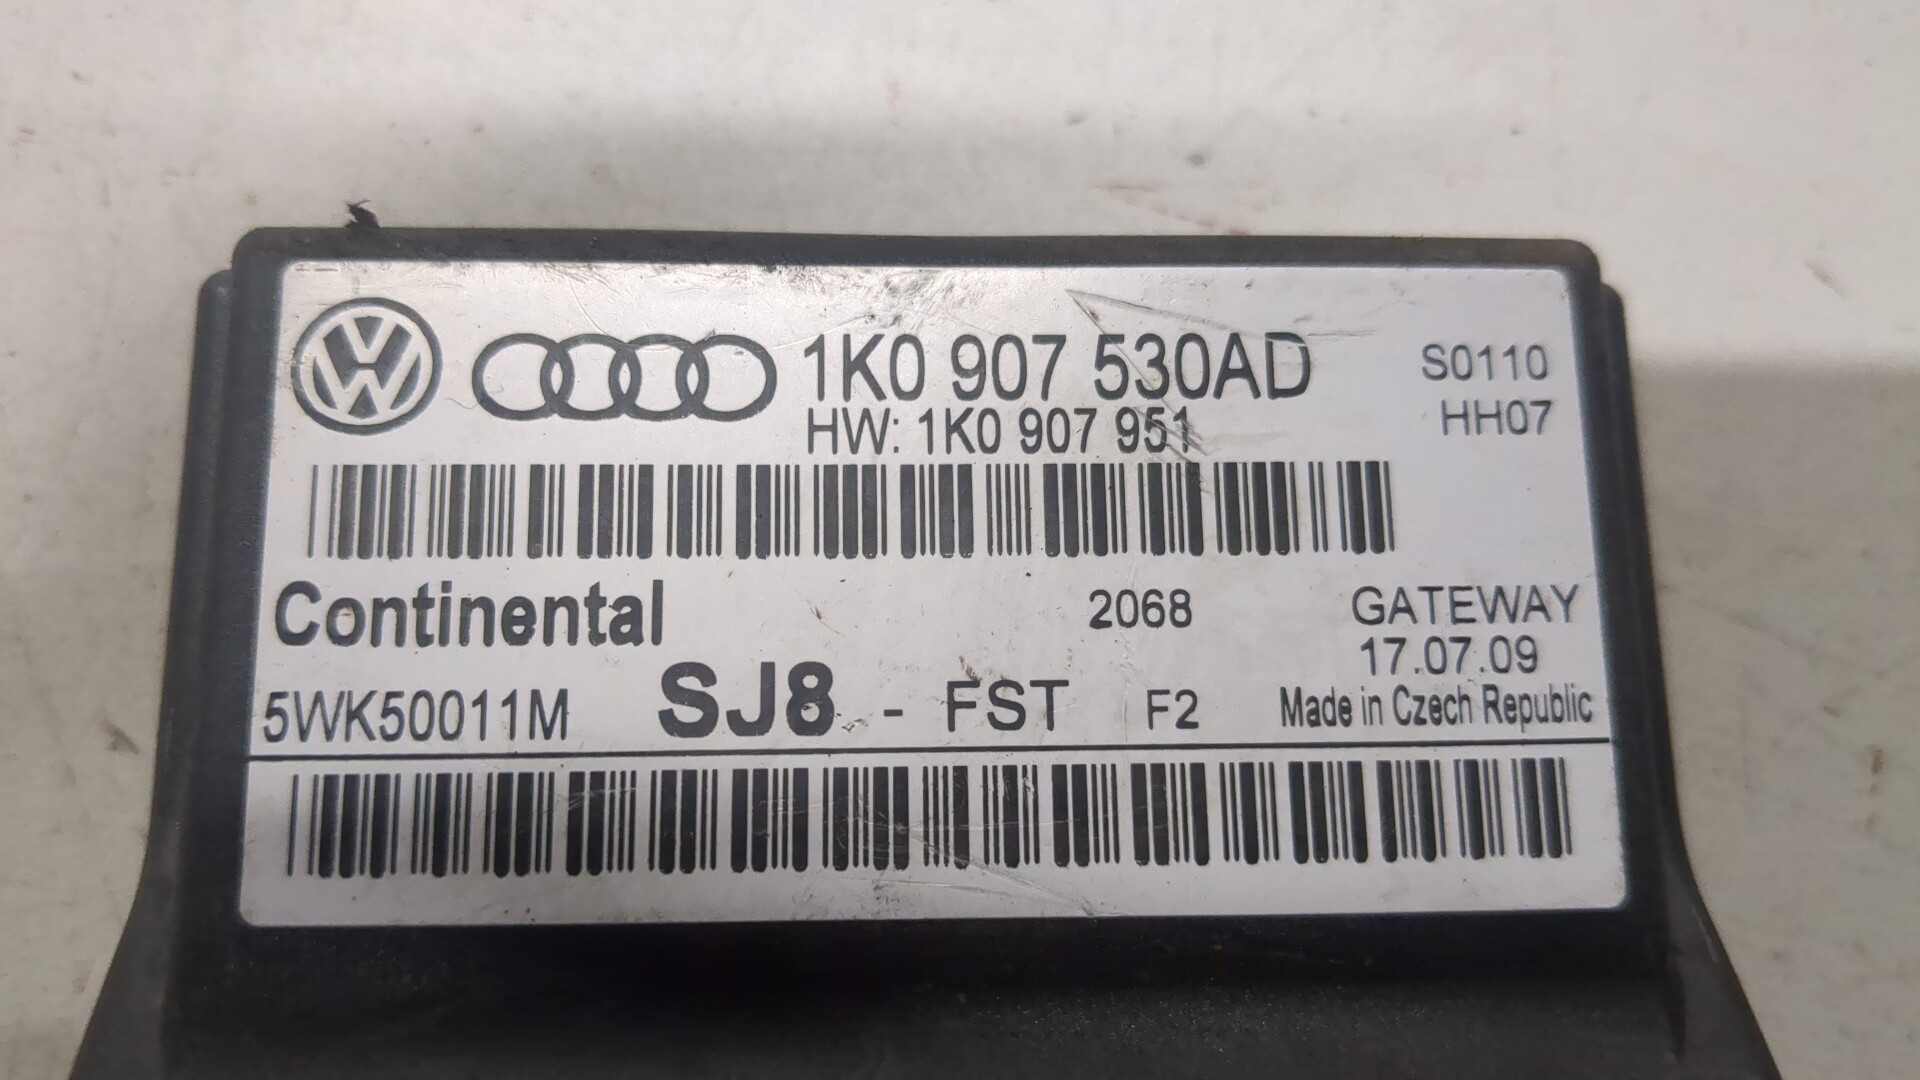 1K0 907 530AD S0110
HW: 1K0 907 951 HH07
Continental 2068 GATEWAY
17.07.09
5WK50011M SJ8 - FST F2 Made in Czech Republic